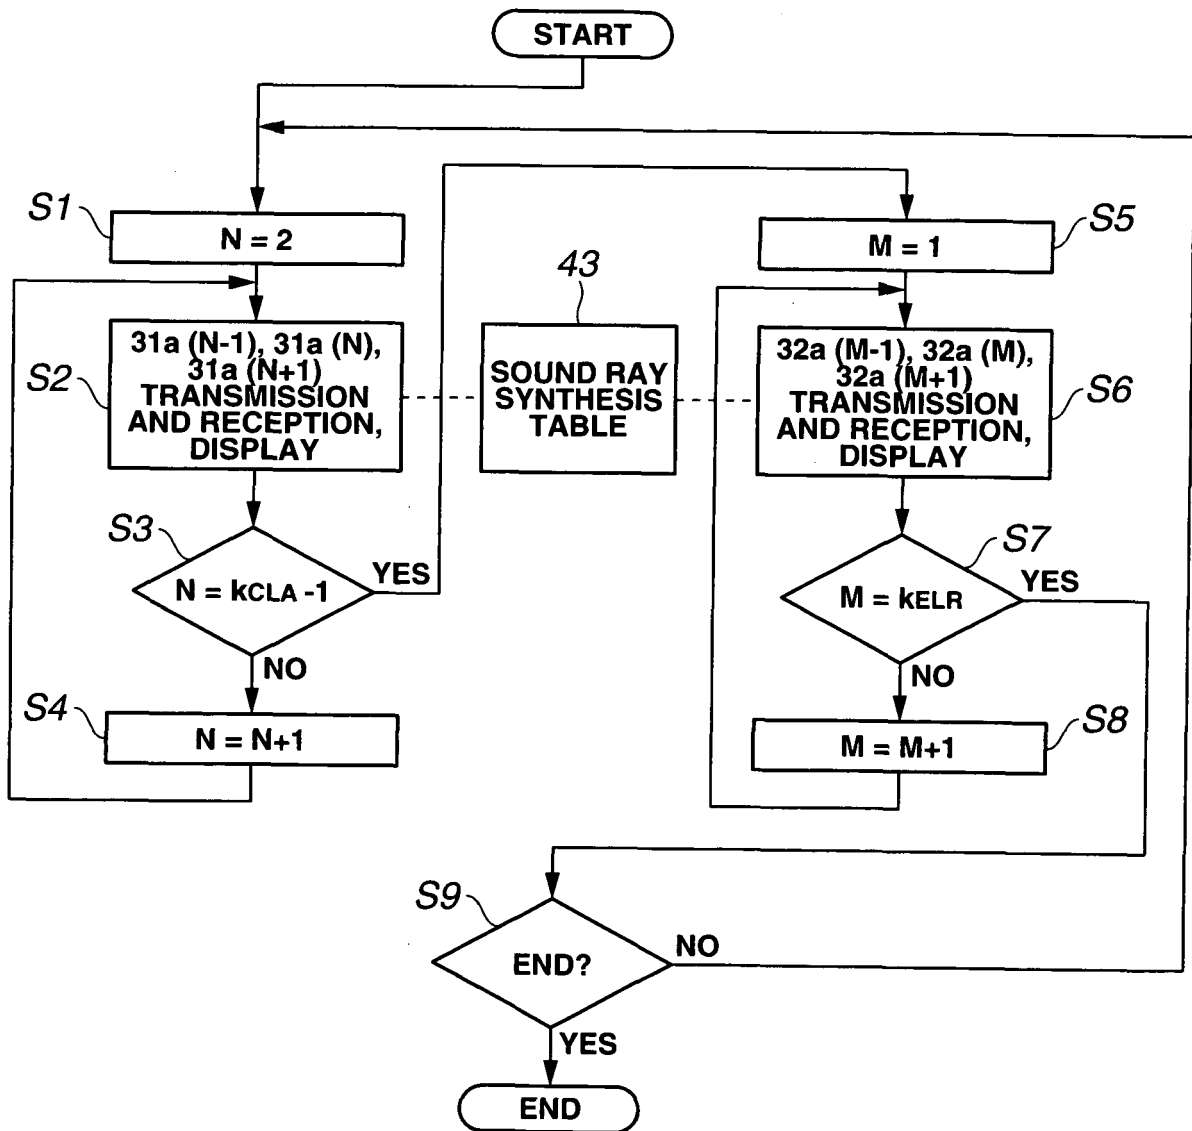 START
S1
N = 2
S5
M = 1
43
S2
31a (N-1), 31a (N),
31a (N+1)
TRANSMISSION
AND RECEPTION,
DISPLAY
SOUND RAY
SYNTHESIS
TABLE
S6
32a (M-1), 32a (M),
32a (M+1)
TRANSMISSION
AND RECEPTION,
DISPLAY
S3
N = kCLA -1
YES
NO
S7
M = kELR
YES
NO
S4
N = N+1
S8
M = M+1
S9
END?
NO
YES
END